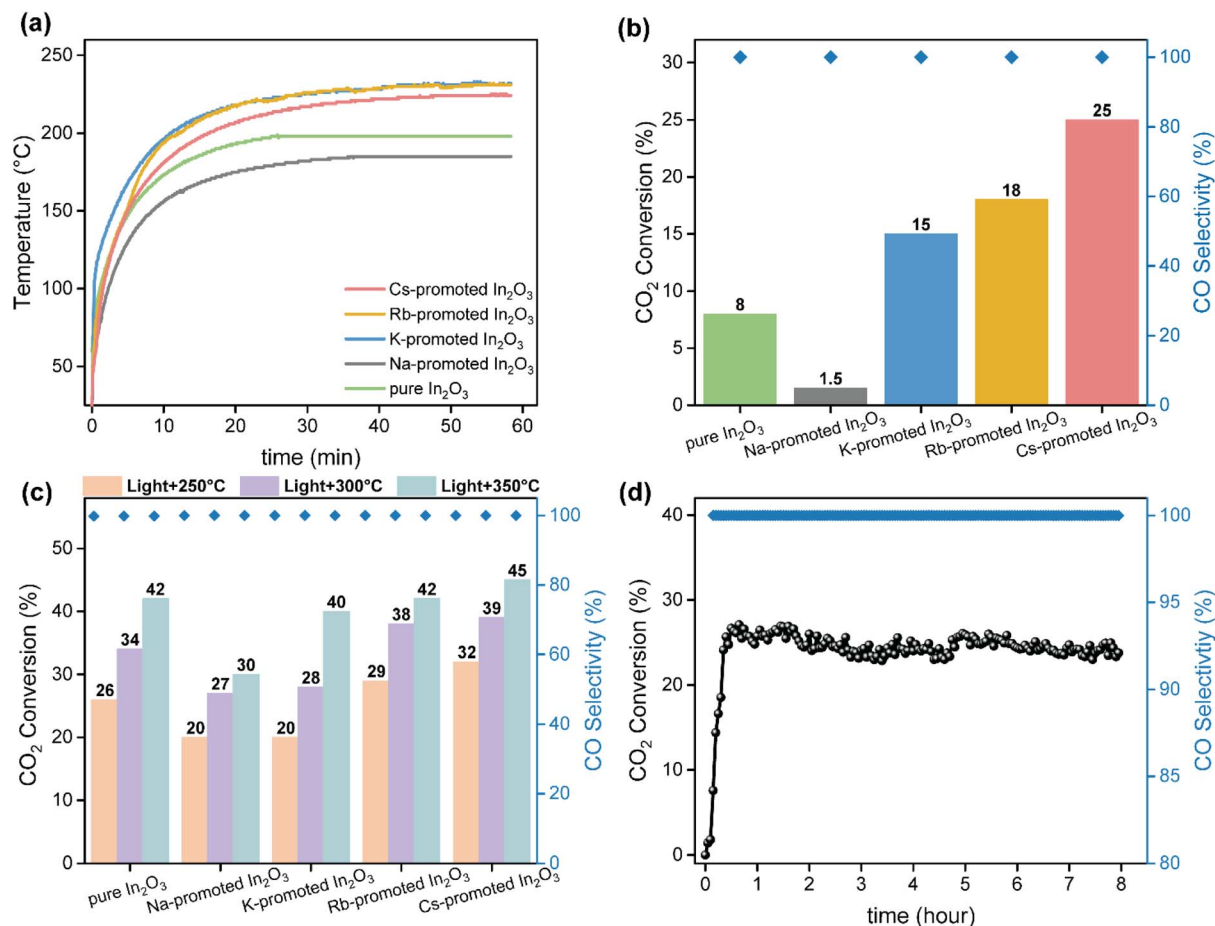 (a)
250
200
150
100
50
Temperature (°C)
Cs-promoted In₂O₃
Rb-promoted In₂O₃
K-promoted In₂O₃
Na-promoted In₂O₃
pure In₂O₃
0 10 20 30 40 50 60
time (min)
(b)
30
25
20
15
10
5
0
CO₂ Conversion (%)
8
1.5
15
18
25
100
80
60
40
20
0
CO Selectivity (%)
pure In₂O₃
Na-promoted In₂O₃
K-promoted In₂O₃
Rb-promoted In₂O₃
Cs-promoted In₂O₃
(c)
Light+250°C Light+300°C Light+350°C
50
40
30
20
10
0
CO₂ Conversion (%)
26 34 42
20 27 30
20 28 40
29 38 42
32 39 45
100
80
60
40
20
0
CO Selectivity (%)
pure In₂O₃
Na-promoted In₂O₃
K-promoted In₂O₃
Rb-promoted In₂O₃
Cs-promoted In₂O₃
(d)
40
30
20
10
0
CO₂ Conversion (%)
100
95
90
85
80
CO Selectivtiy (%)
0 1 2 3 4 5 6 7 8
time (hour)